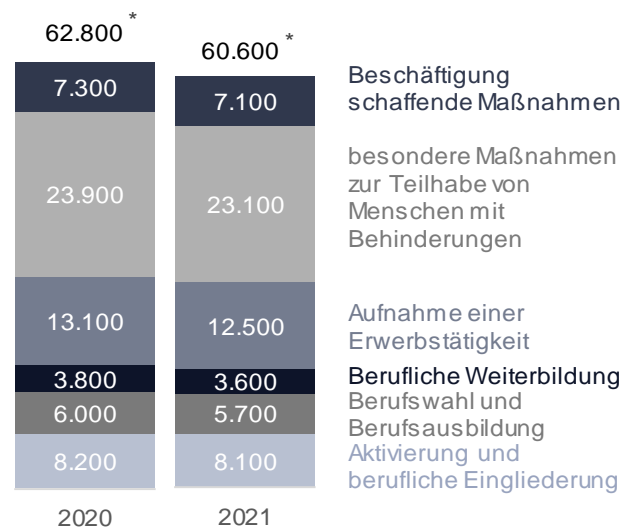 62.800 *
60.600 *
7.300
7.100
Beschäftigung
schaffende Maßnahmen
23.900
23.100
besondere Maßnahmen
zur Teilhabe von
Menschen mit
Behinderungen
13.100
12.500
Aufnahme einer
Erwerbstätigkeit
3.800
3.600
Berufliche Weiterbildung
6.000
5.700
Berufswahl und
Berufsausbildung
8.200
8.100
Aktivierung und
berufliche Eingliederung
2020
2021